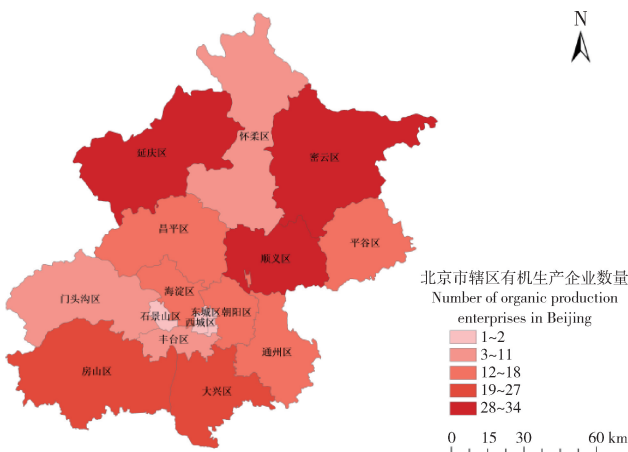 N
怀柔区
延庆区
密云区
昌平区
顺义区
平谷区
海淀区
门头沟区
石景山区
东城区
朝阳区
西城区
丰台区
通州区
房山区
大兴区
北京市辖区有机生产企业数量
Number of organic production
enterprises in Beijing
1~2
3~11
12~18
19~27
28~34
0 15 30 60 km